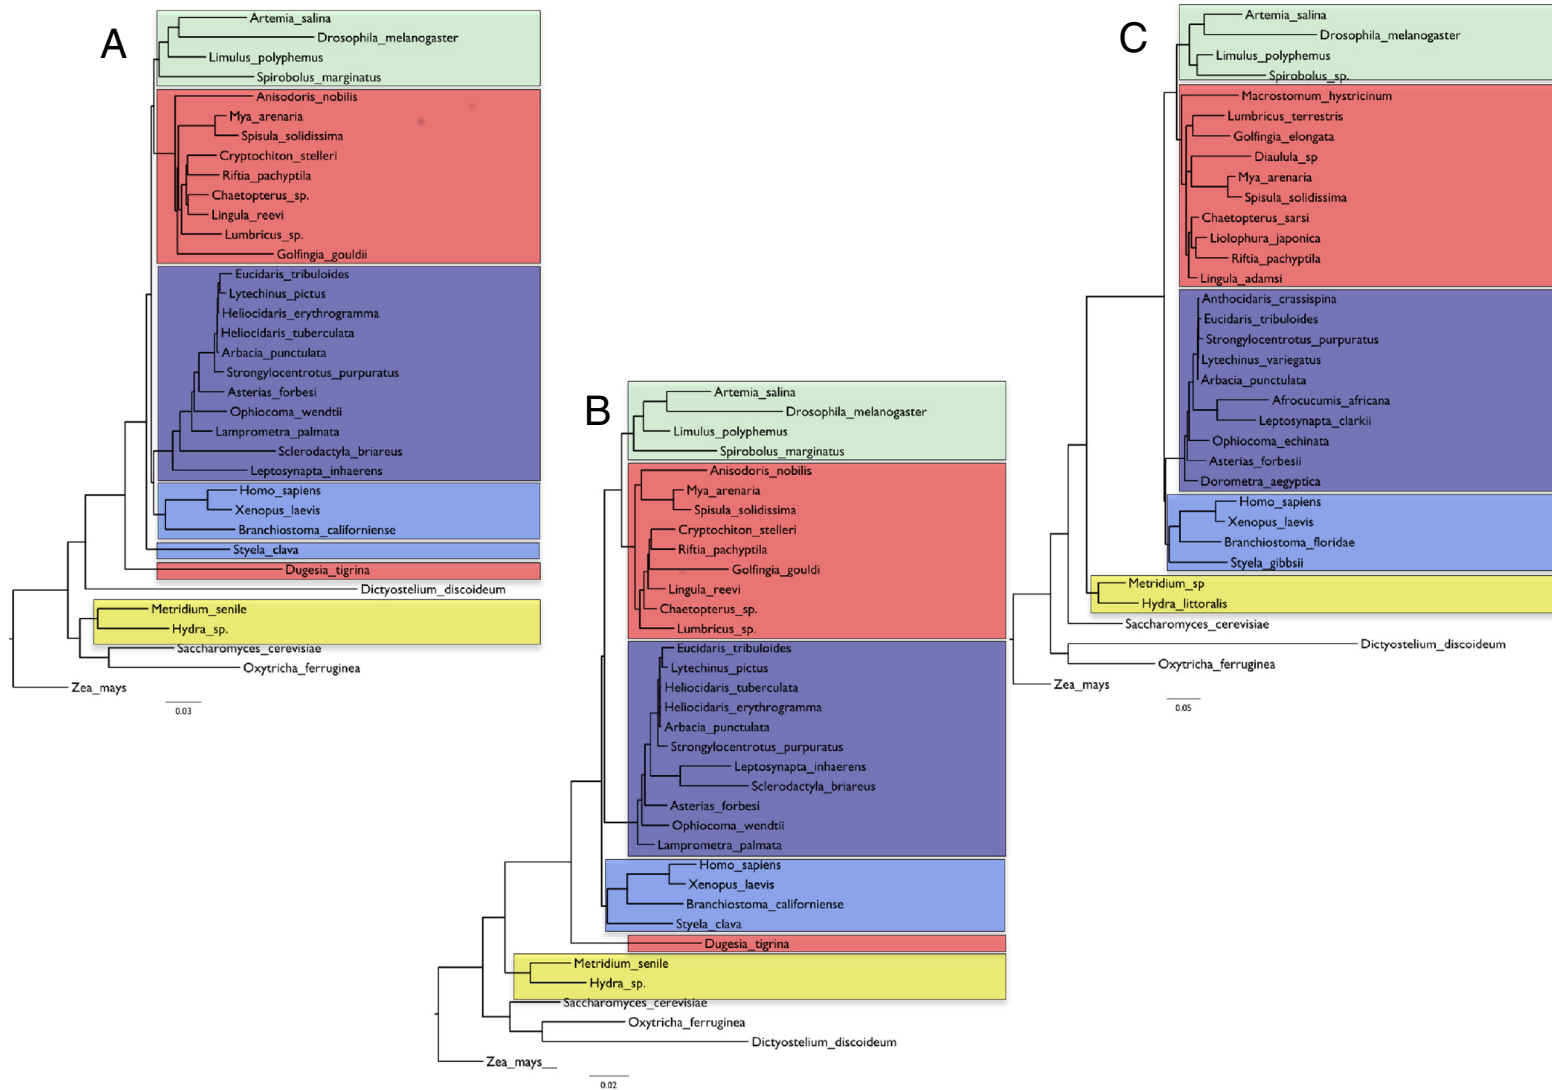 A
Artemia_salina
Drosophila_melanogaster
Limulus_polyphemus
Spirobolus_marginatus
Anisodoris_nobilis
Mya_arenaria
Spisula_solidissima
Cryptochiton_stelleri
Riftia_pachyptila
Chaetopterus_sp.
Lingula_reevi
Lumbricus_sp.
Golfingia_gouldii
Eucidaris_tribuloides
Lytechinus_pictus
Heliocidaris_erythrogramma
Heliocidaris_tuberculata
Arbacia_punctulata
Strongylocentrotus_purpuratus
Asterias_forbesi
Ophiocoma_wendtii
Lamprometra_palmata
Sclerodactyla_briareus
Leptosynapta_inhaerens
Homo_sapiens
Xenopus_laevis
Branchiostoma_californiense
Styela_clava
Dugesia_tigrina
Dictyostelium_discoideum
Metridium_senile
Hydra_sp.
Saccharomyces_cerevisiae
Oxytricha_ferruginea
Zea_mays
0.03
B
Artemia_salina
Drosophila_melanogaster
Limulus_polyphemus
Spirobolus_marginatus
Anisodoris_nobilis
Mya_arenaria
Spisula_solidissima
Cryptochiton_stelleri
Riftia_pachyptila
Golfingia_gouldi
Lingula_reevi
Chaetopterus_sp.
Lumbricus_sp.
Eucidaris_tribuloides
Lytechinus_pictus
Heliocidaris_tuberculata
Heliocidaris_erythrogramma
Arbacia_punctulata
Strongylocentrotus_purpuratus
Leptosynapta_inhaerens
Sclerodactyla_briareus
Asterias_forbesi
Ophiocoma_wendtii
Lamprometra_palmata
Homo_sapiens
Xenopus_laevis
Branchiostoma_californiense
Styela_clava
Dugesia_tigrina
Metridium_senile
Hydra_sp.
Saccharomyces_cerevisiae
Oxytricha_ferruginea
Dictyostelium_discoideum
Zea_mays__
0.02
C
Artemia_salina
Drosophila_melanogaster
Limulus_polyphemus
Spirobolus_sp.
Macrostomum_hystricinum
Lumbricus_terrestris
Golfingia_elongata
Diaulula_sp
Mya_arenaria
Spisula_solidissima
Chaetopterus_sarsi
Liolophura_japonica
Riftia_pachyptila
Lingula_adamsi
Anthocidaris_crassispina
Eucidaris_tribuloides
Strongylocentrotus_purpuratus
Lytechinus_variegatus
Arbacia_punctulata
Afrocucumis_africana
Leptosynapta_clarkii
Ophiocoma_echinata
Asterias_forbesii
Dorometra_aegyptica
Homo_sapiens
Xenopus_laevis
Branchiostoma_floridae
Styela_gibbsii
Metridium_sp
Hydra_littoralis
Saccharomyces_cerevisiae
Dictyostelium_discoideum
Oxytricha_ferruginea
Zea_mays
0.05